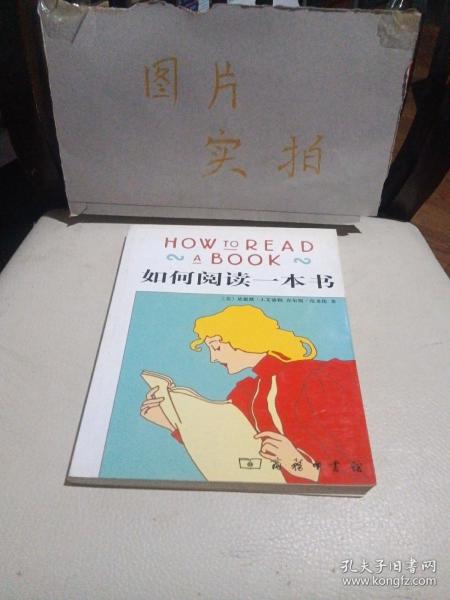 图片
实拍
HOW TO READ
A BOOK
如何阅读一本书
商务印书馆
孔夫子旧书网
www.kongfz.com